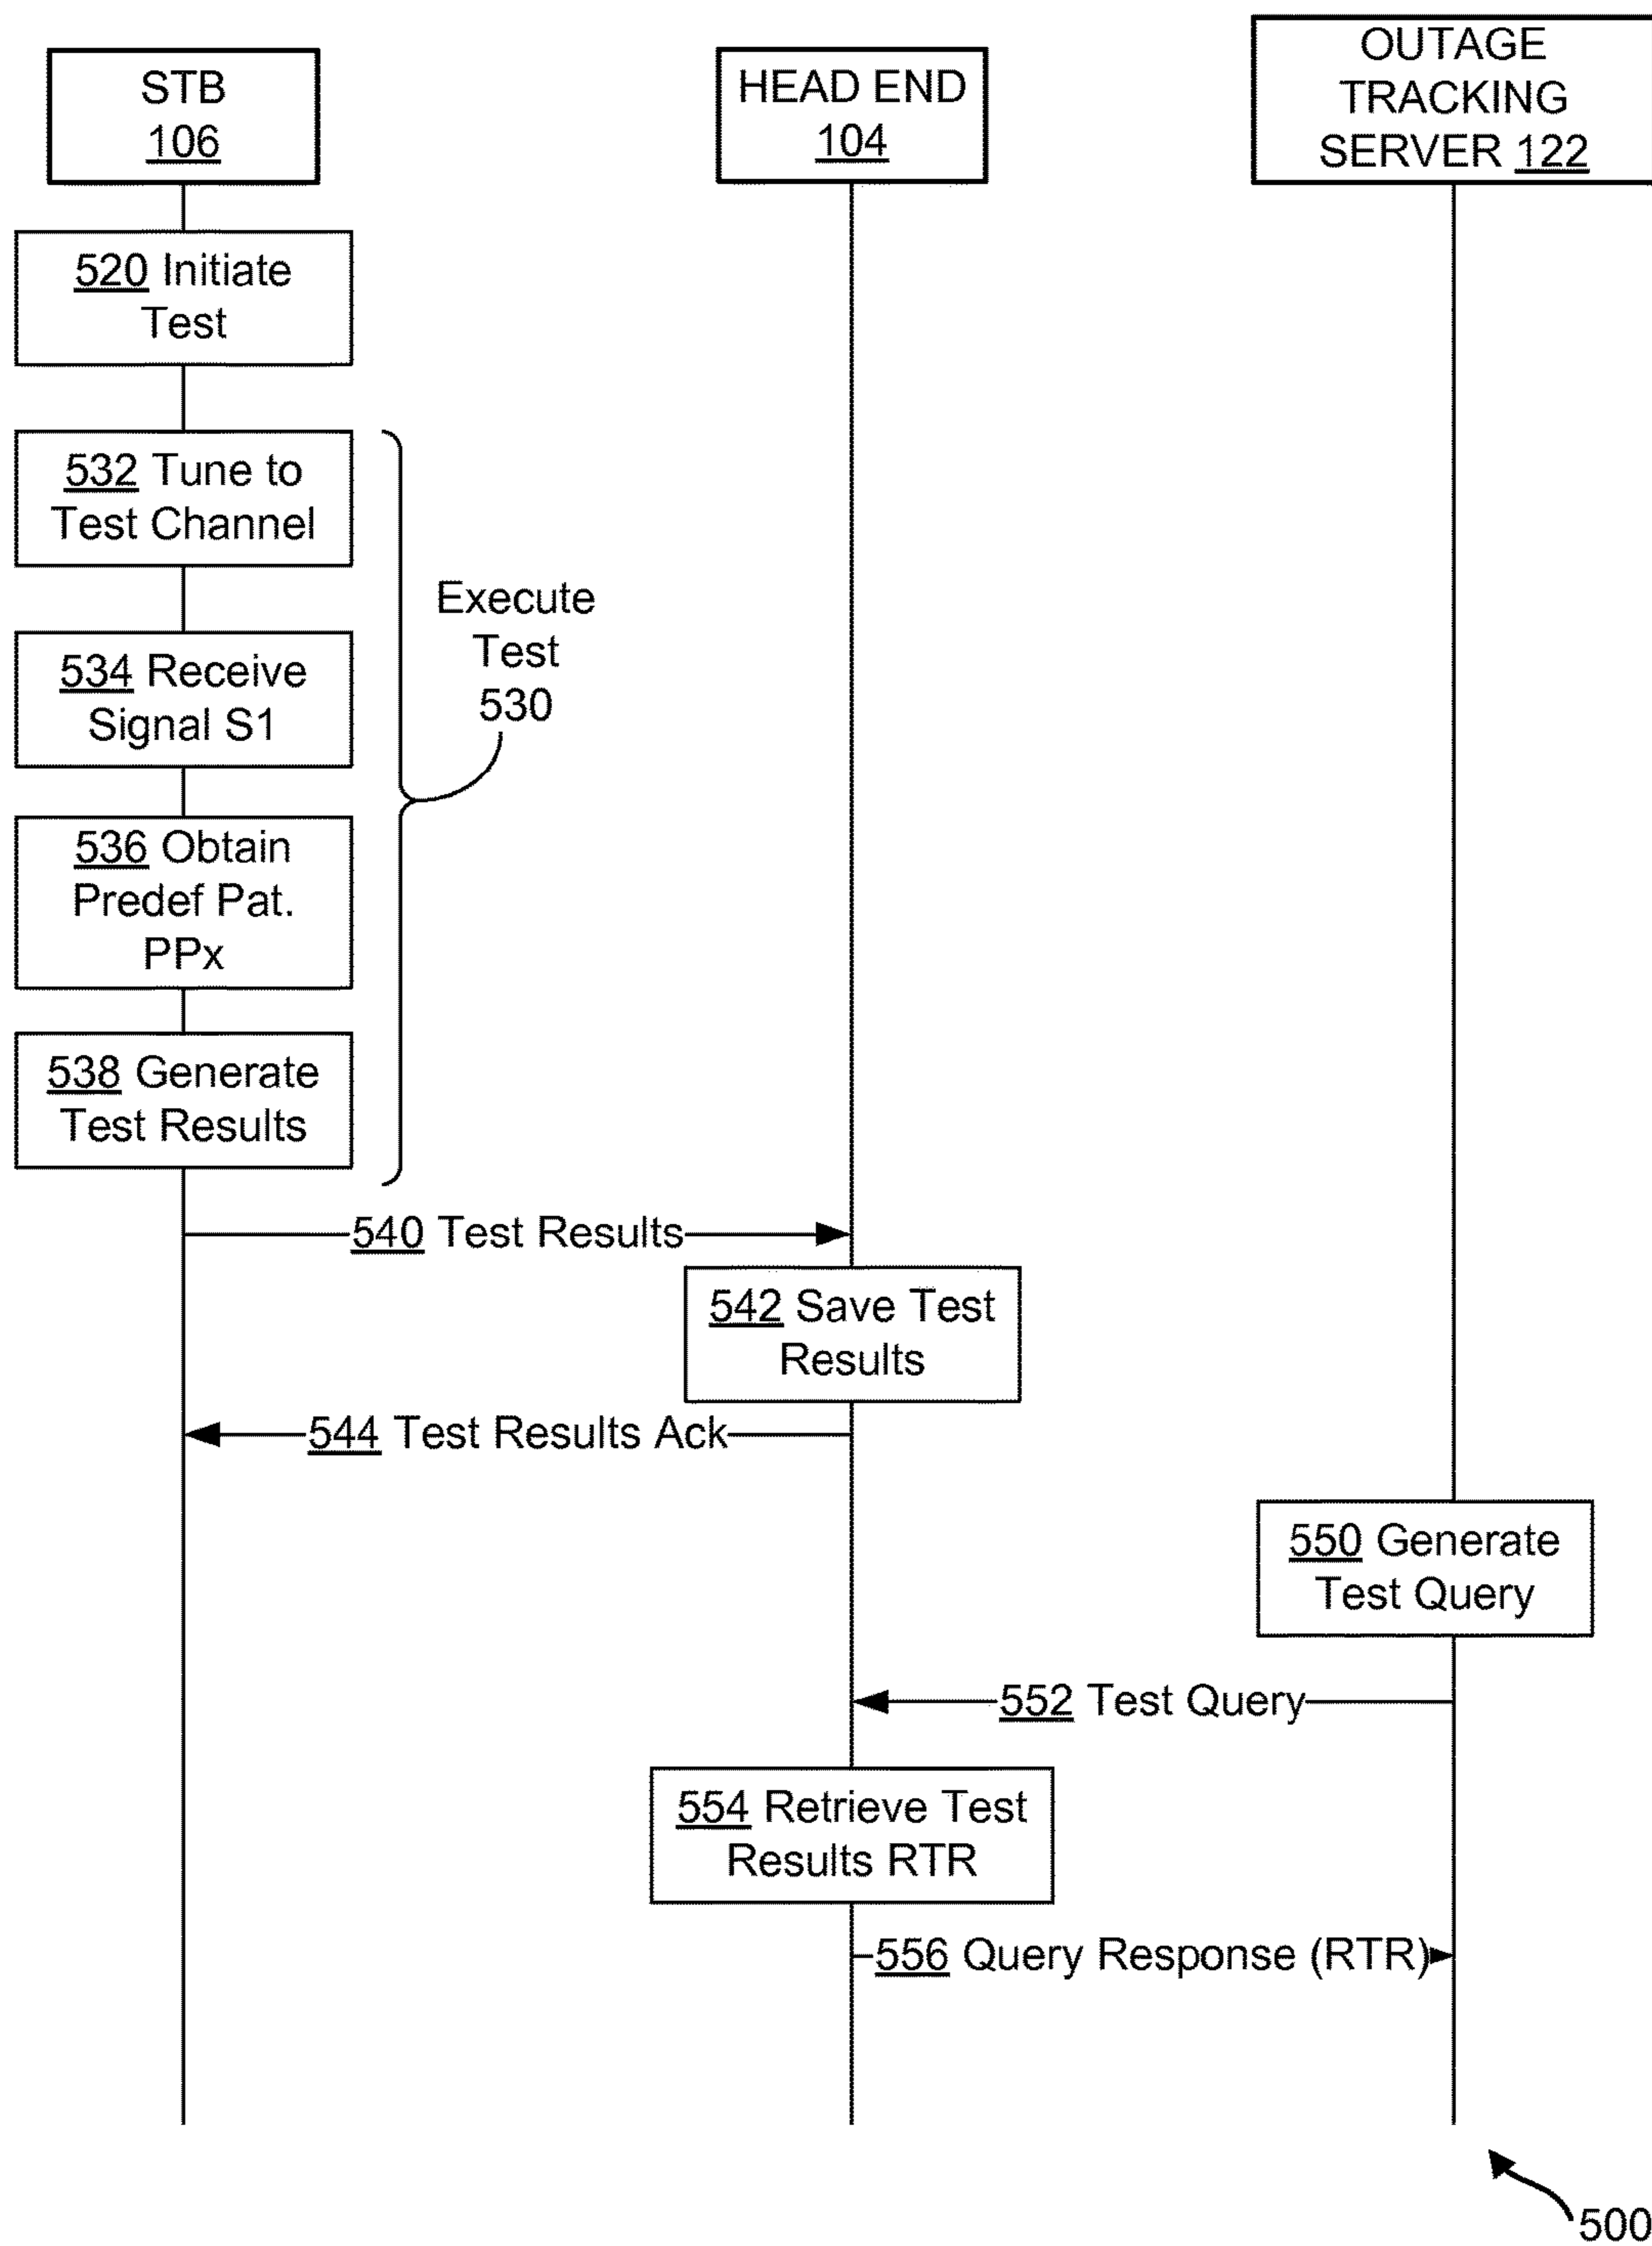 STB
106
HEAD END
104
OUTAGE
TRACKING
SERVER 122
520 Initiate
Test
532 Tune to
Test Channel
534 Receive
Signal S1
536 Obtain
Predef Pat.
PPx
538 Generate
Test Results
Execute
Test
530
540 Test Results
542 Save Test
Results
544 Test Results Ack
550 Generate
Test Query
552 Test Query
554 Retrieve Test
Results RTR
556 Query Response (RTR)
500